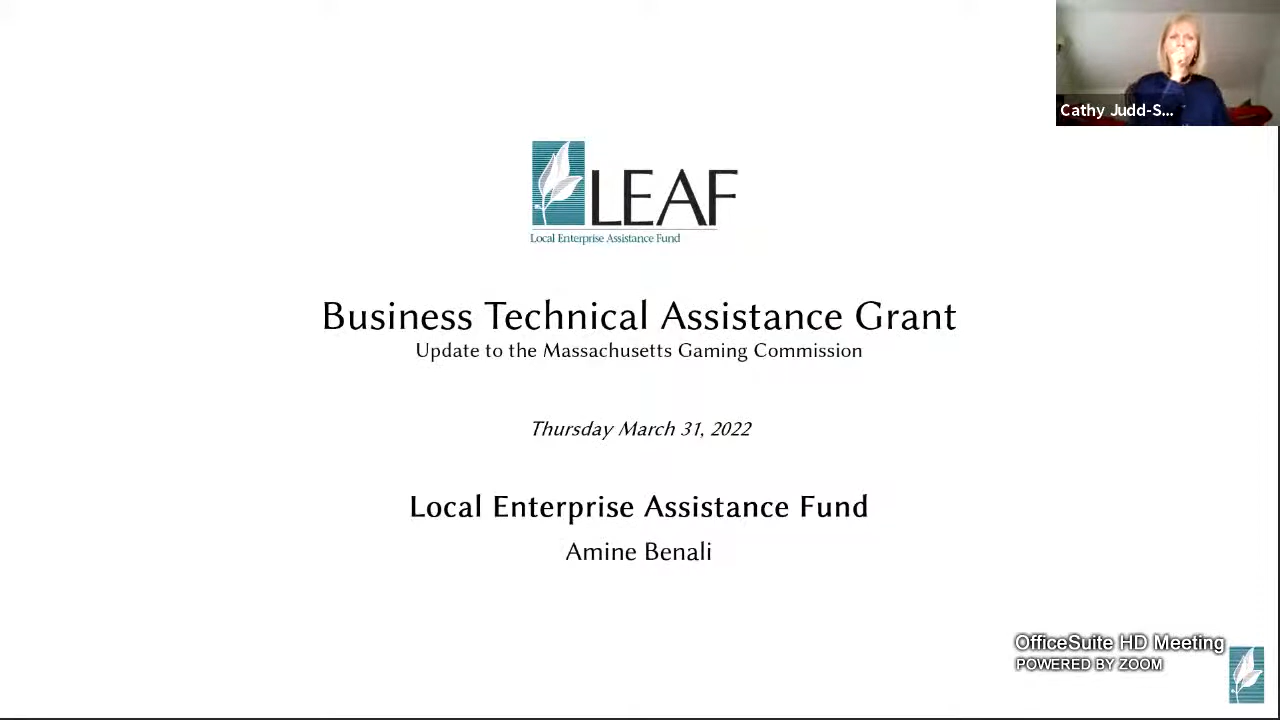 Cathy Judd-S...
LEAF
Local Enterprise Assistance Fund
Business Technical Assistance Grant
Update to the Massachusetts Gaming Commission
Thursday March 31, 2022
Local Enterprise Assistance Fund
Amine Benali
OfficeSuite HD Meeting
POWERED BY ZOOM